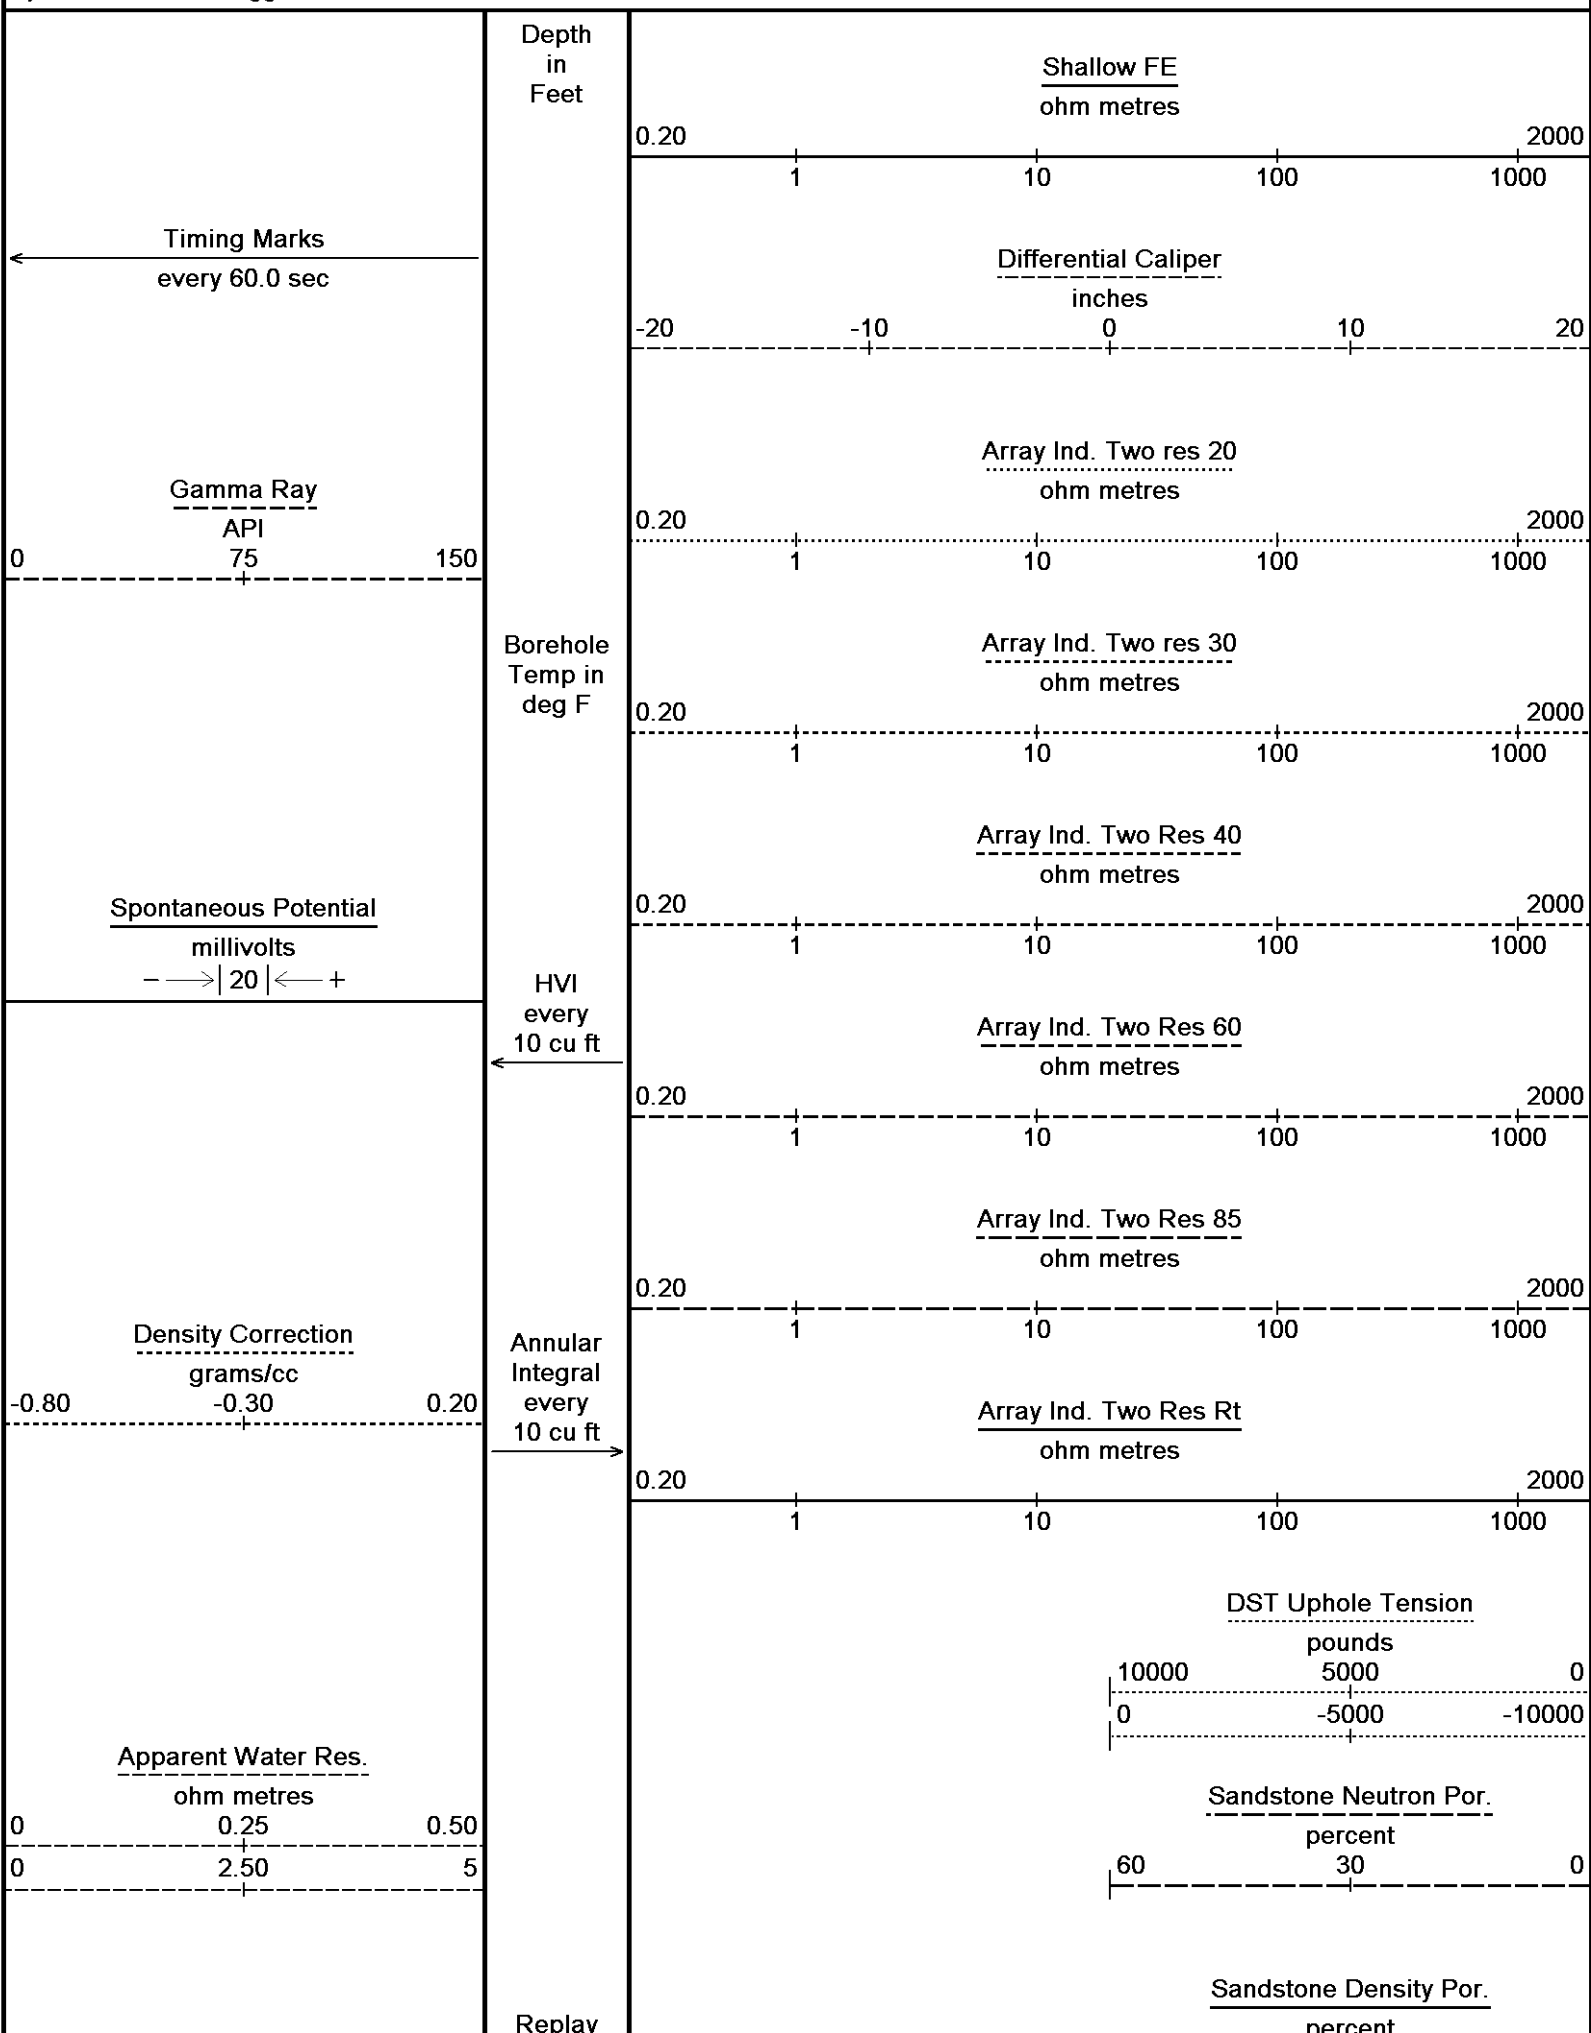 Timing Marks
every 60.0 sec
Gamma Ray
API
0 75 150
Spontaneous Potential
millivolts
− 20 +
Density Correction
grams/cc
-0.80 -0.30 0.20
Apparent Water Res.
ohm metres
0 0.25 0.50
0 2.50 5
Depth
in
Feet
Borehole
Temp in
deg F
HVI
every
10 cu ft
Annular
Integral
every
10 cu ft
Replay
Shallow FE
ohm metres
0.20 2000
1 10 100 1000
Differential Caliper
inches
-20 -10 0 10 20
Array Ind. Two res 20
ohm metres
0.20 2000
1 10 100 1000
Array Ind. Two res 30
ohm metres
0.20 2000
1 10 100 1000
Array Ind. Two Res 40
ohm metres
0.20 2000
1 10 100 1000
Array Ind. Two Res 60
ohm metres
0.20 2000
1 10 100 1000
Array Ind. Two Res 85
ohm metres
0.20 2000
1 10 100 1000
Array Ind. Two Res Rt
ohm metres
0.20 2000
1 10 100 1000
DST Uphole Tension
pounds
10000 5000 0
0 -5000 -10000
Sandstone Neutron Por.
percent
60 30 0
Sandstone Density Por.
percent